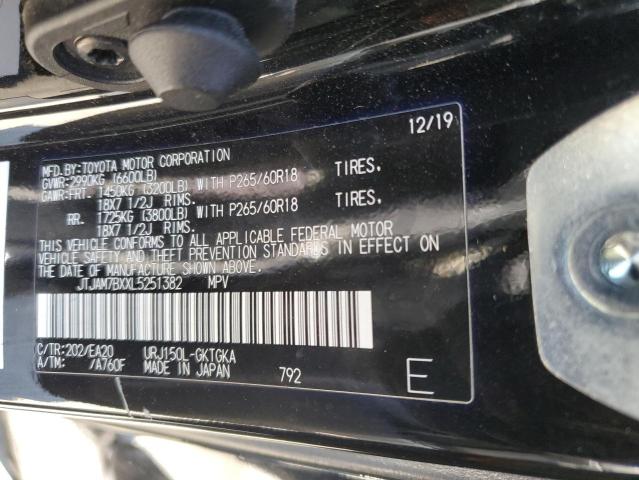 12/19
MFD.BY:TOYOTA MOTOR CORPORATION
GVWR:2990KG (6600LB)
GAWR:FRT. 1450KG (3200LB) WITH P265/60R18 TIRES.
18X7 1/2J RIMS.
RR. 1725KG (3800LB) WITH P265/60R18 TIRES.
18X7 1/2J RIMS.
THIS VEHICLE CONFORMS TO ALL APPLICABLE FEDERAL MOTOR
VEHICLE SAFETY AND THEFT PREVENTION STANDARDS IN EFFECT ON
THE DATE OF MANUFACTURE SHOWN ABOVE.
JTJAM7BXXL5251382 MPV
C/TR:202/EA20 URJ150L-GKTGKA
A/TM: /A760F MADE IN JAPAN 792 E